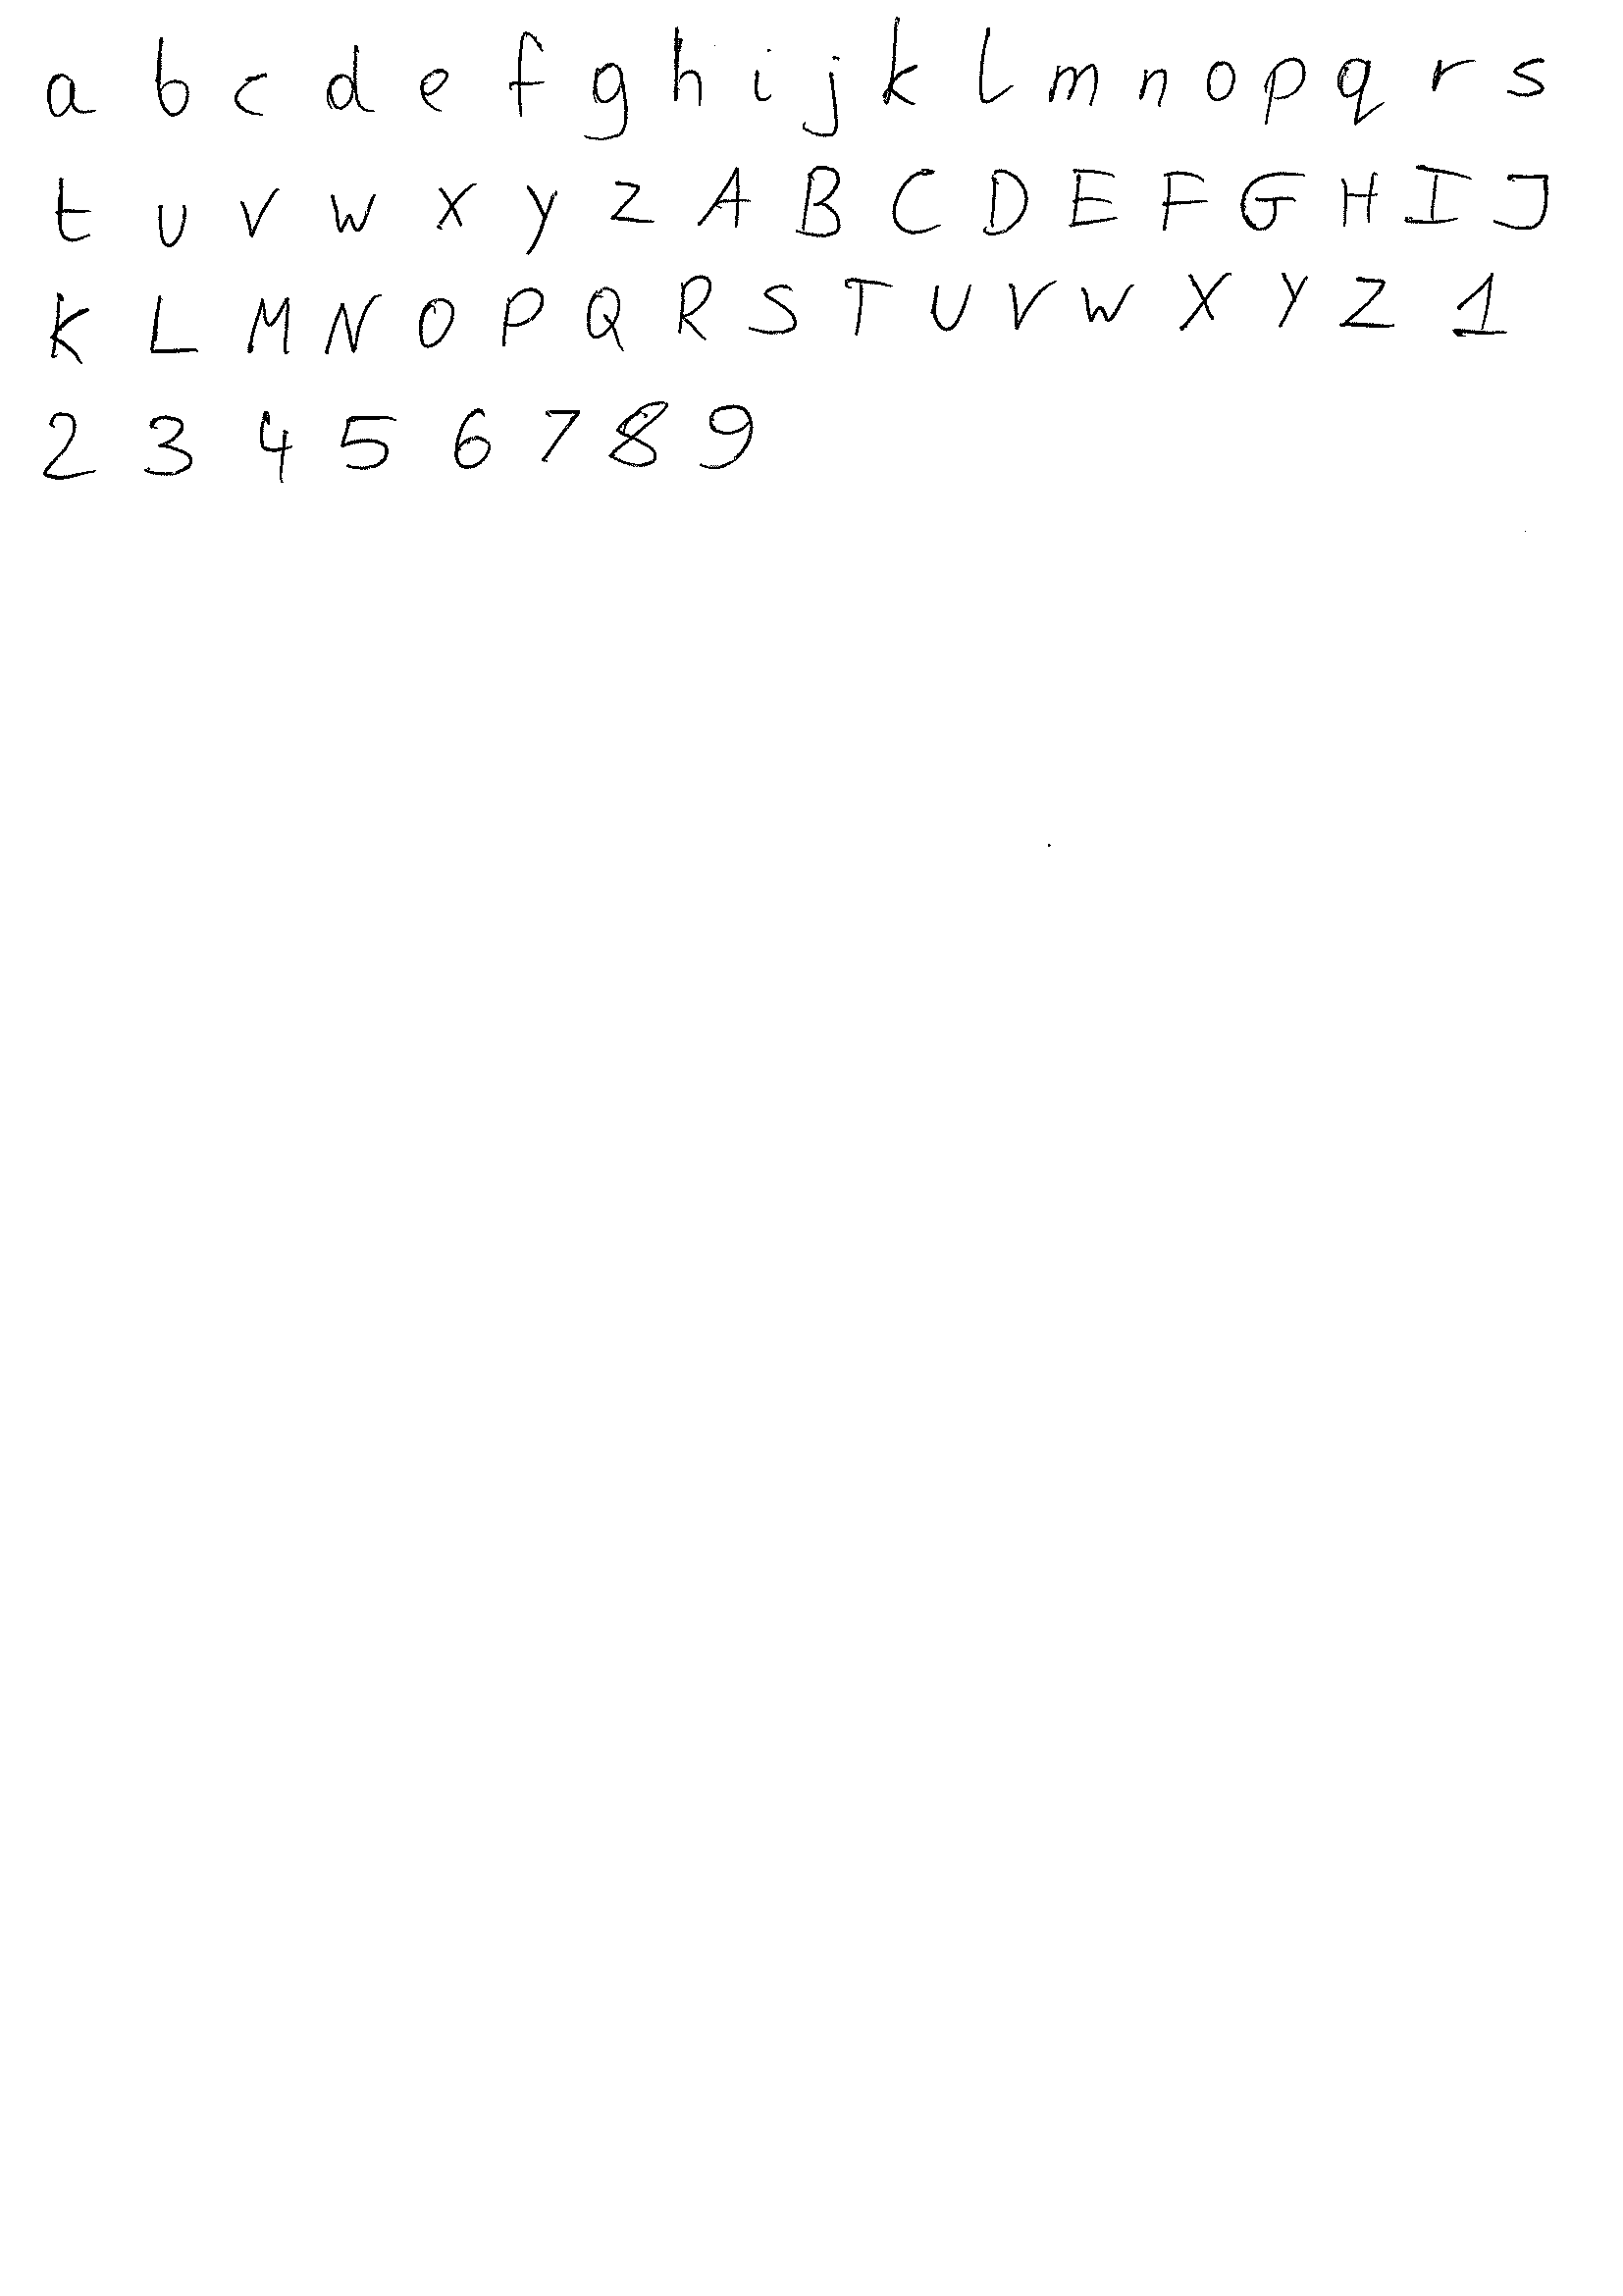 a b c d e f g h i j k l m n o p q r s
t u v w x y z A B C D E F G H I J
K L M N O P Q R S T U V W X Y Z 1
2 3 4 5 6 7 8 9